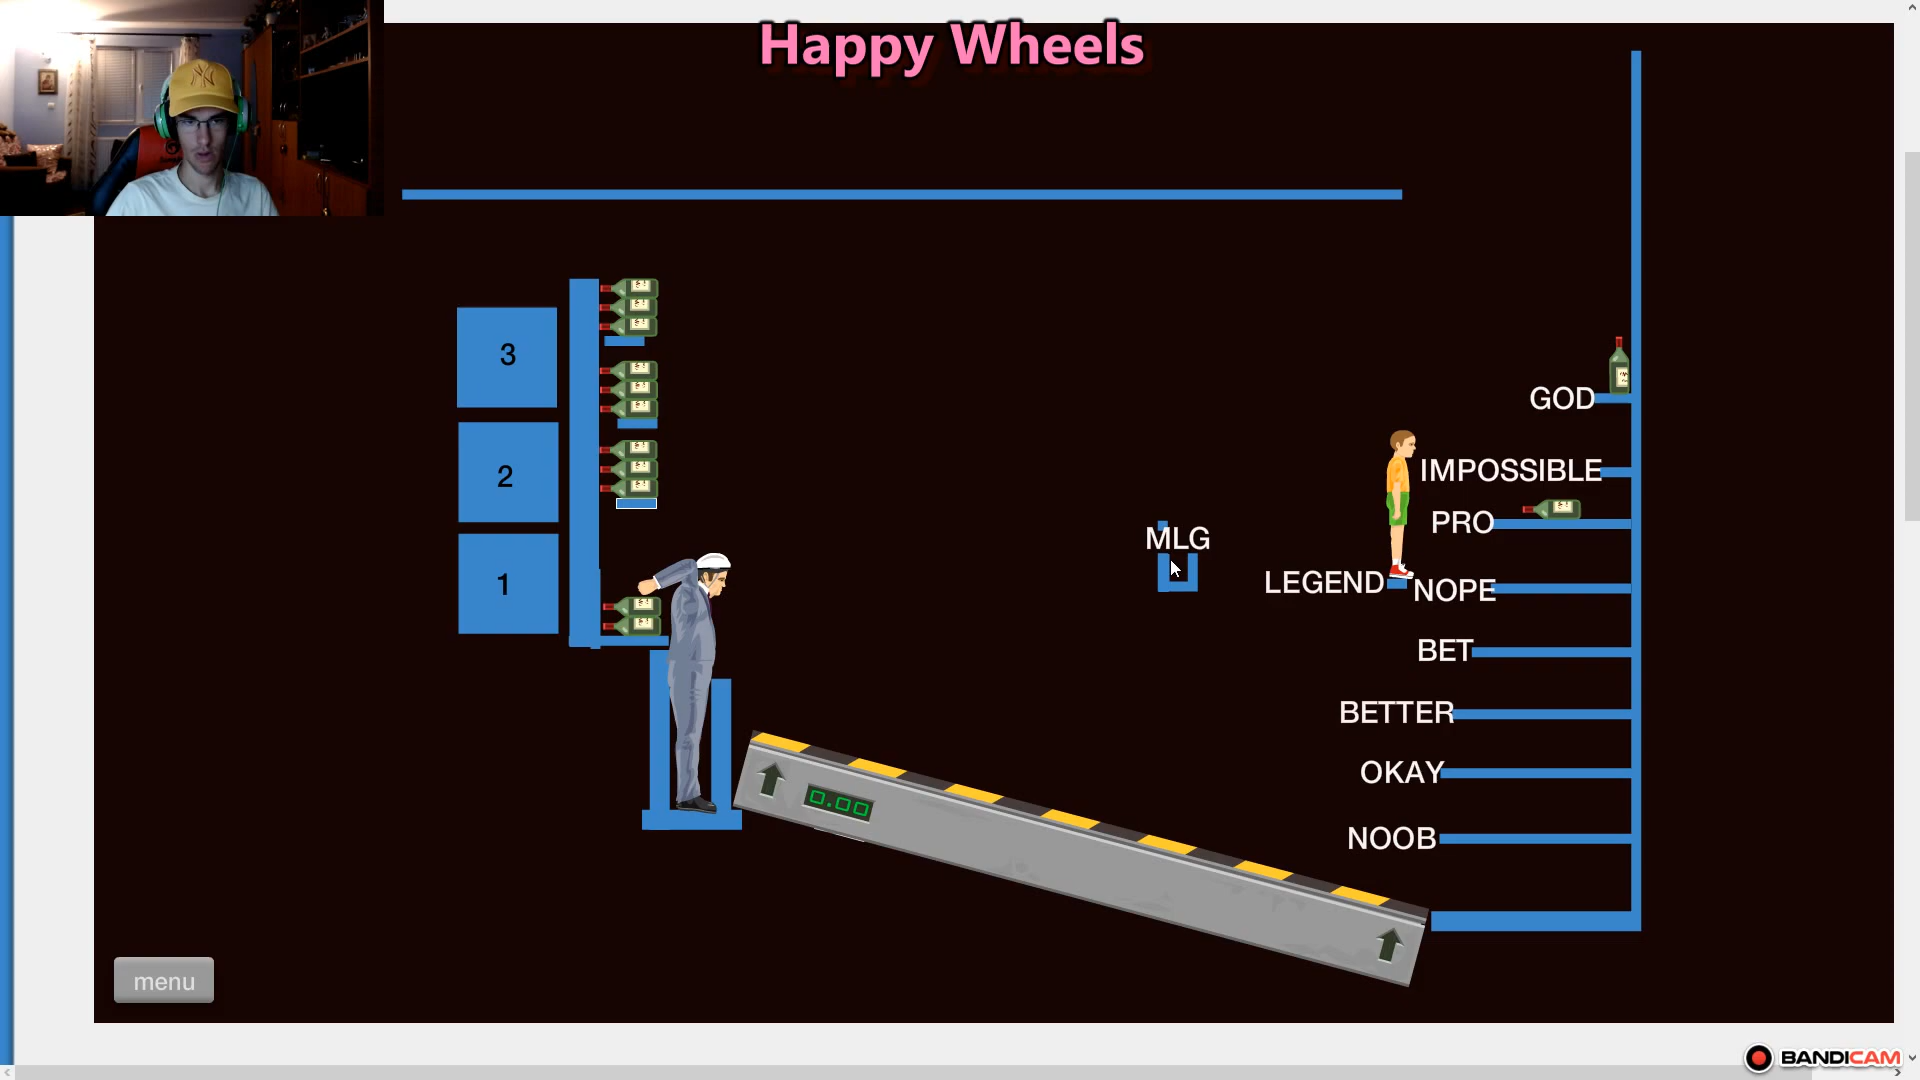 Happy Wheels
3
2
1
GOD
IMPOSSIBLE
PRO
MLG
LEGEND
NOPE
BET
BETTER
OKAY
NOOB
0.00
menu
BANDICAM